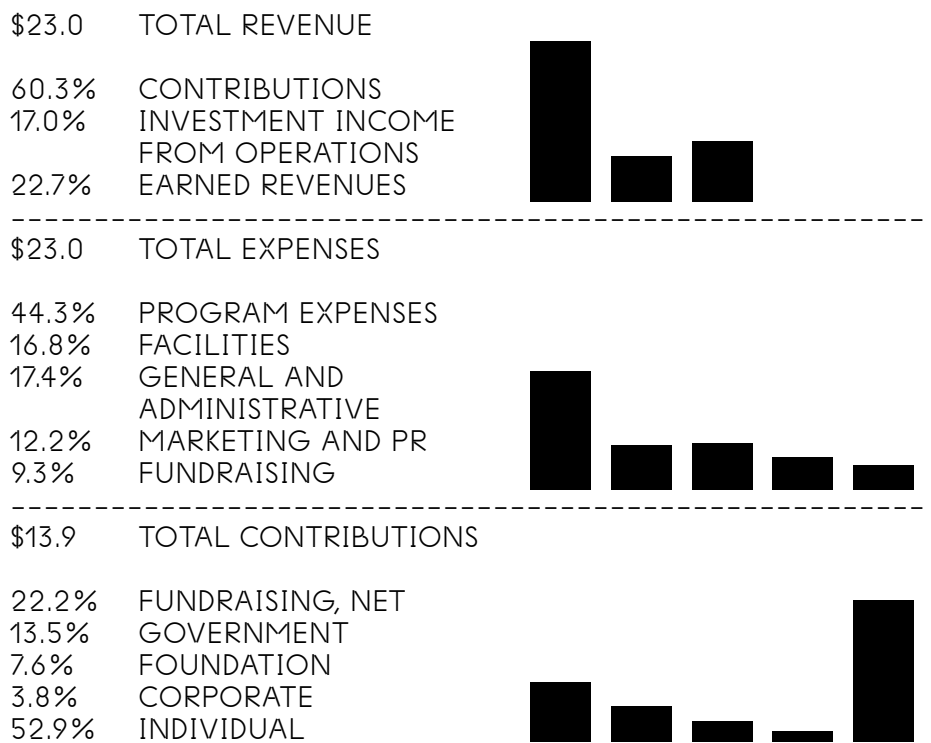 $23.0 TOTAL REVENUE
60.3% CONTRIBUTIONS
17.0% INVESTMENT INCOME
FROM OPERATIONS
22.7% EARNED REVENUES
$23.0 TOTAL EXPENSES
44.3% PROGRAM EXPENSES
16.8% FACILITIES
17.4% GENERAL AND
ADMINISTRATIVE
12.2% MARKETING AND PR
9.3% FUNDRAISING
$13.9 TOTAL CONTRIBUTIONS
22.2% FUNDRAISING, NET
13.5% GOVERNMENT
7.6% FOUNDATION
3.8% CORPORATE
52.9% INDIVIDUAL